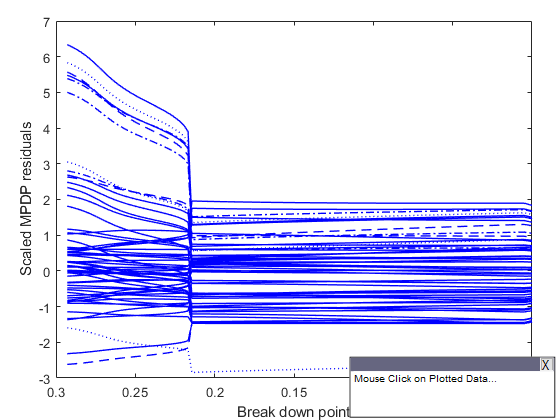 7
6
5
4
3
2
1
0
-1
-2
-3
Scaled MPDP residuals
0.3 0.25 0.2 0.15
Break down point
X
Mouse Click on Plotted Data...